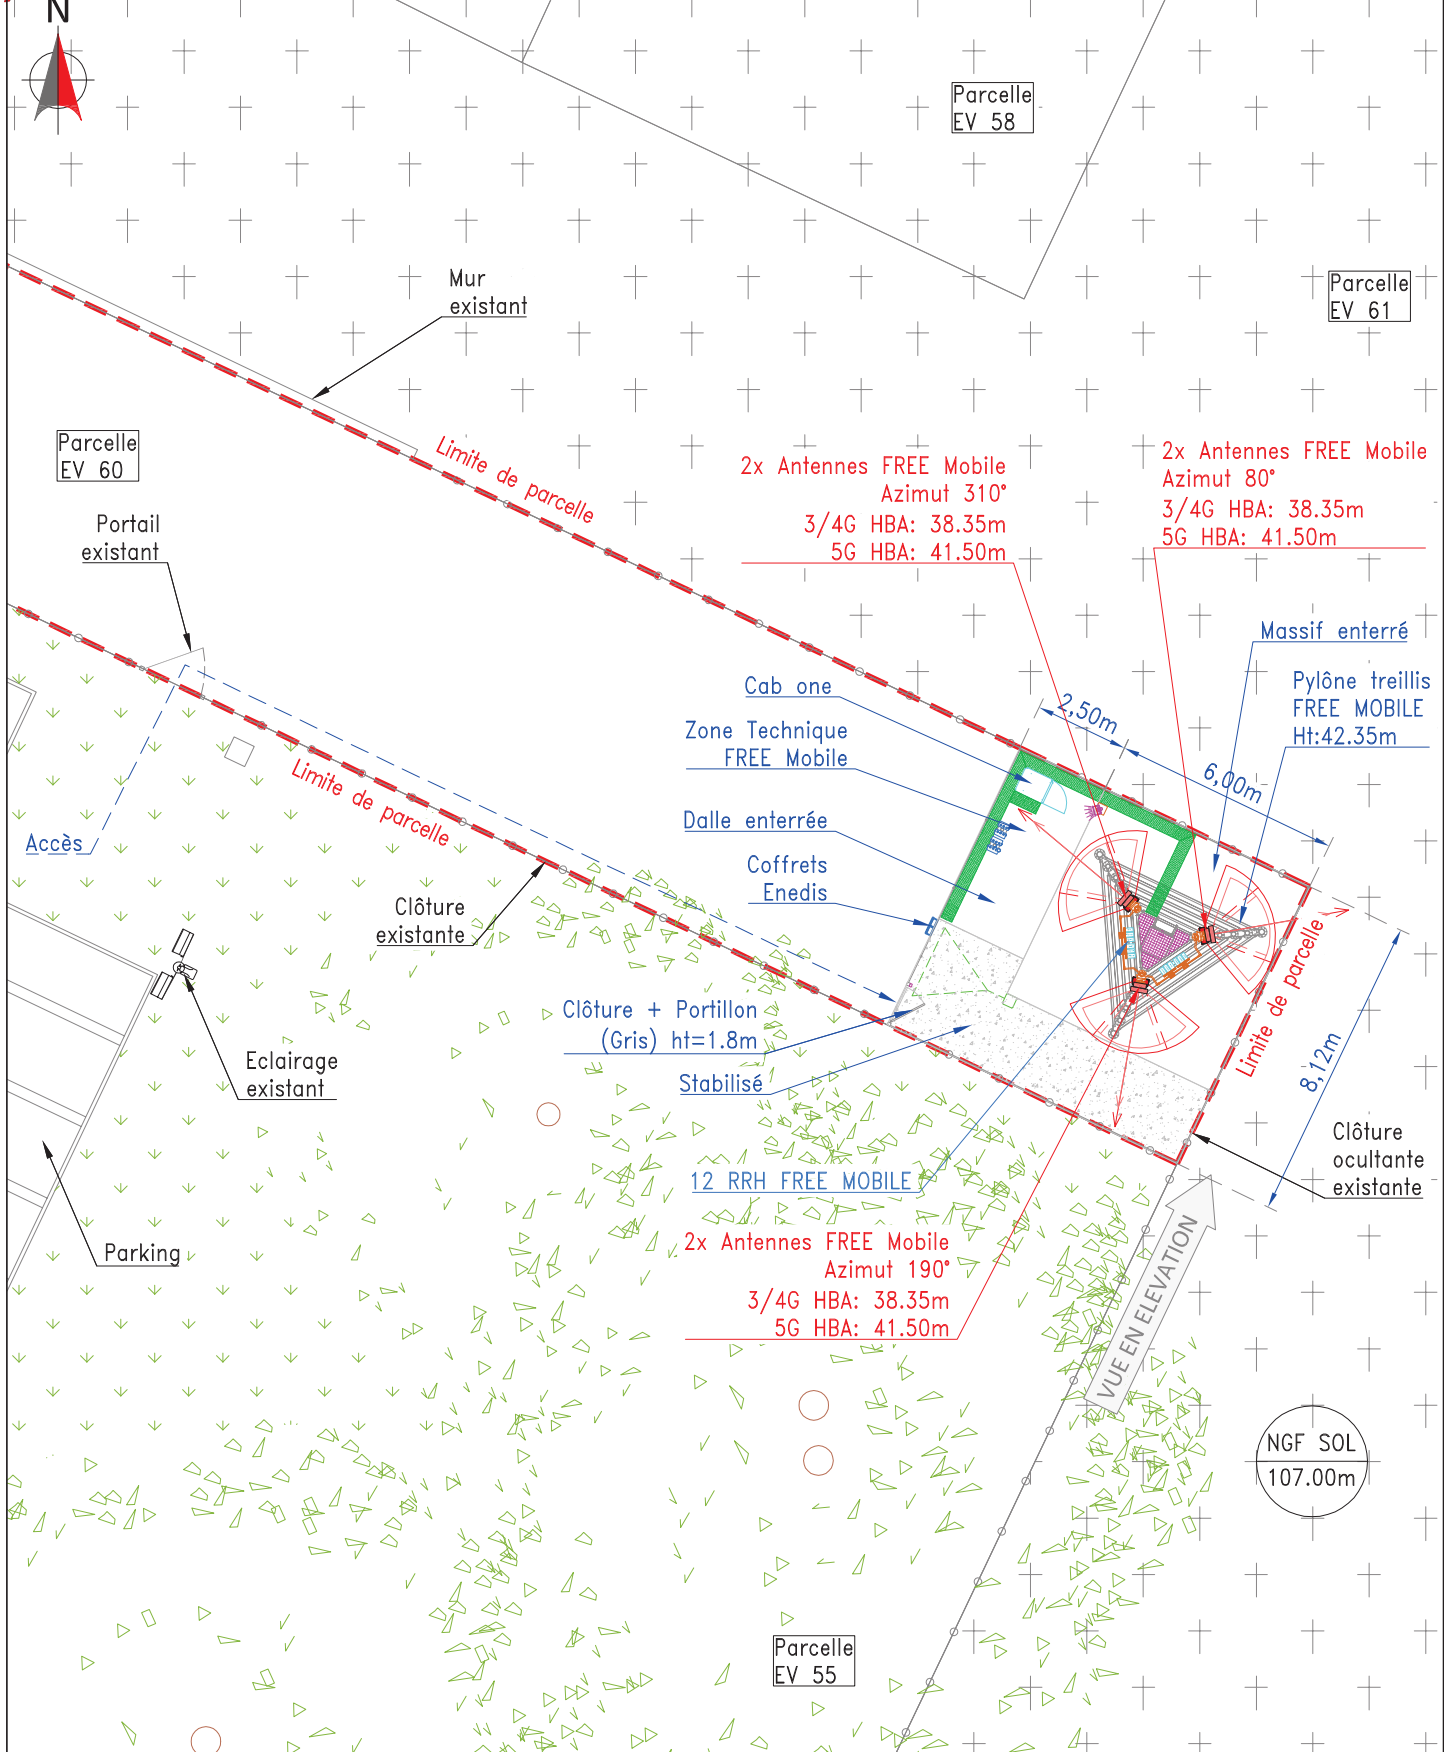 N
Parcelle
EV 58
Mur
existant
Parcelle
EV 61
Parcelle
EV 60
Limite de parcelle
2x Antennes FREE Mobile
Azimut 310°
3/4G HBA: 38.35m
5G HBA: 41.50m
2x Antennes FREE Mobile
Azimut 80°
3/4G HBA: 38.35m
5G HBA: 41.50m
Portail
existant
Massif enterré
Pylône treillis
FREE MOBILE
Ht:42.35m
Cab one
2,50m
6,00m
Zone Technique
FREE Mobile
Limite de parcelle
Dalle enterrée
Accès
Coffrets
Enedis
Clôture
existante
Limite de parcelle
Clôture + Portillon
(Gris) ht=1.8m
Eclairage
existant
Stabilisé
8,12m
Clôture
ocultante
existante
12 RRH FREE MOBILE
2x Antennes FREE Mobile
Azimut 190°
3/4G HBA: 38.35m
5G HBA: 41.50m
Parking
VUE EN ELEVATION
NGF SOL
107.00m
Parcelle
EV 55